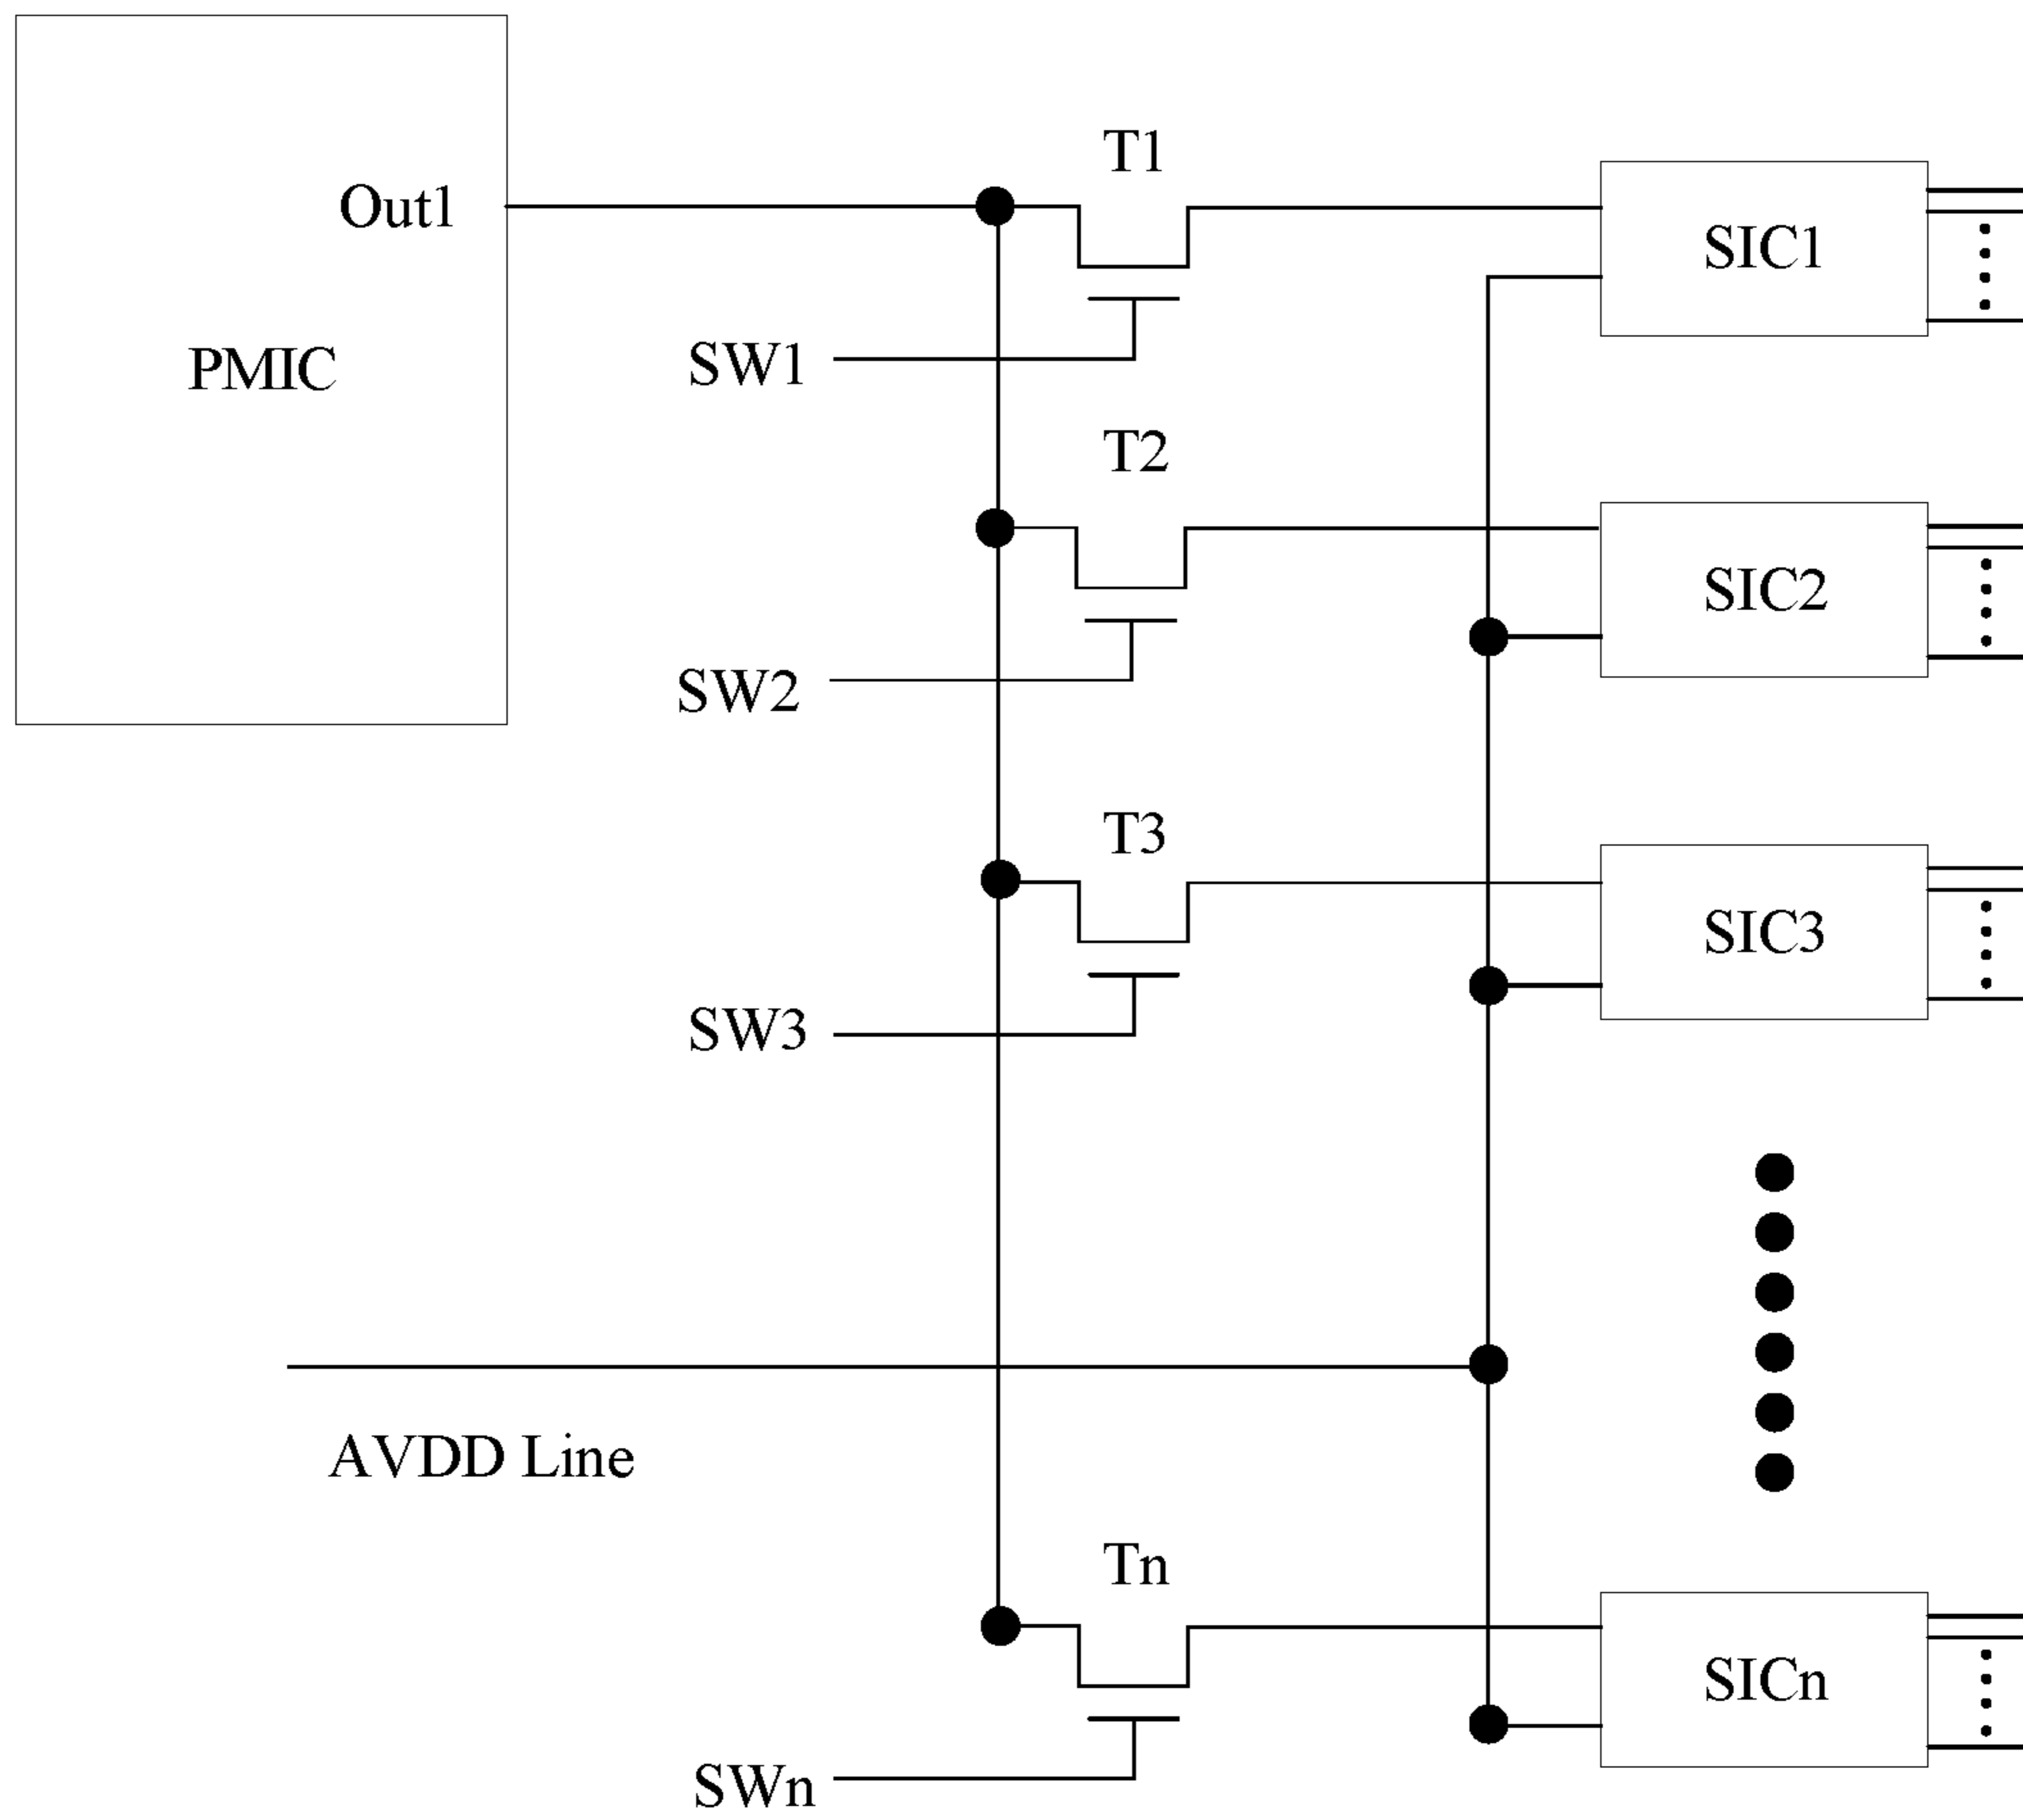 T1
Out1
SIC1
SW1
PMIC
T2
SIC2
SW2
T3
SIC3
SW3
AVDD Line
Tn
SICn
SWn